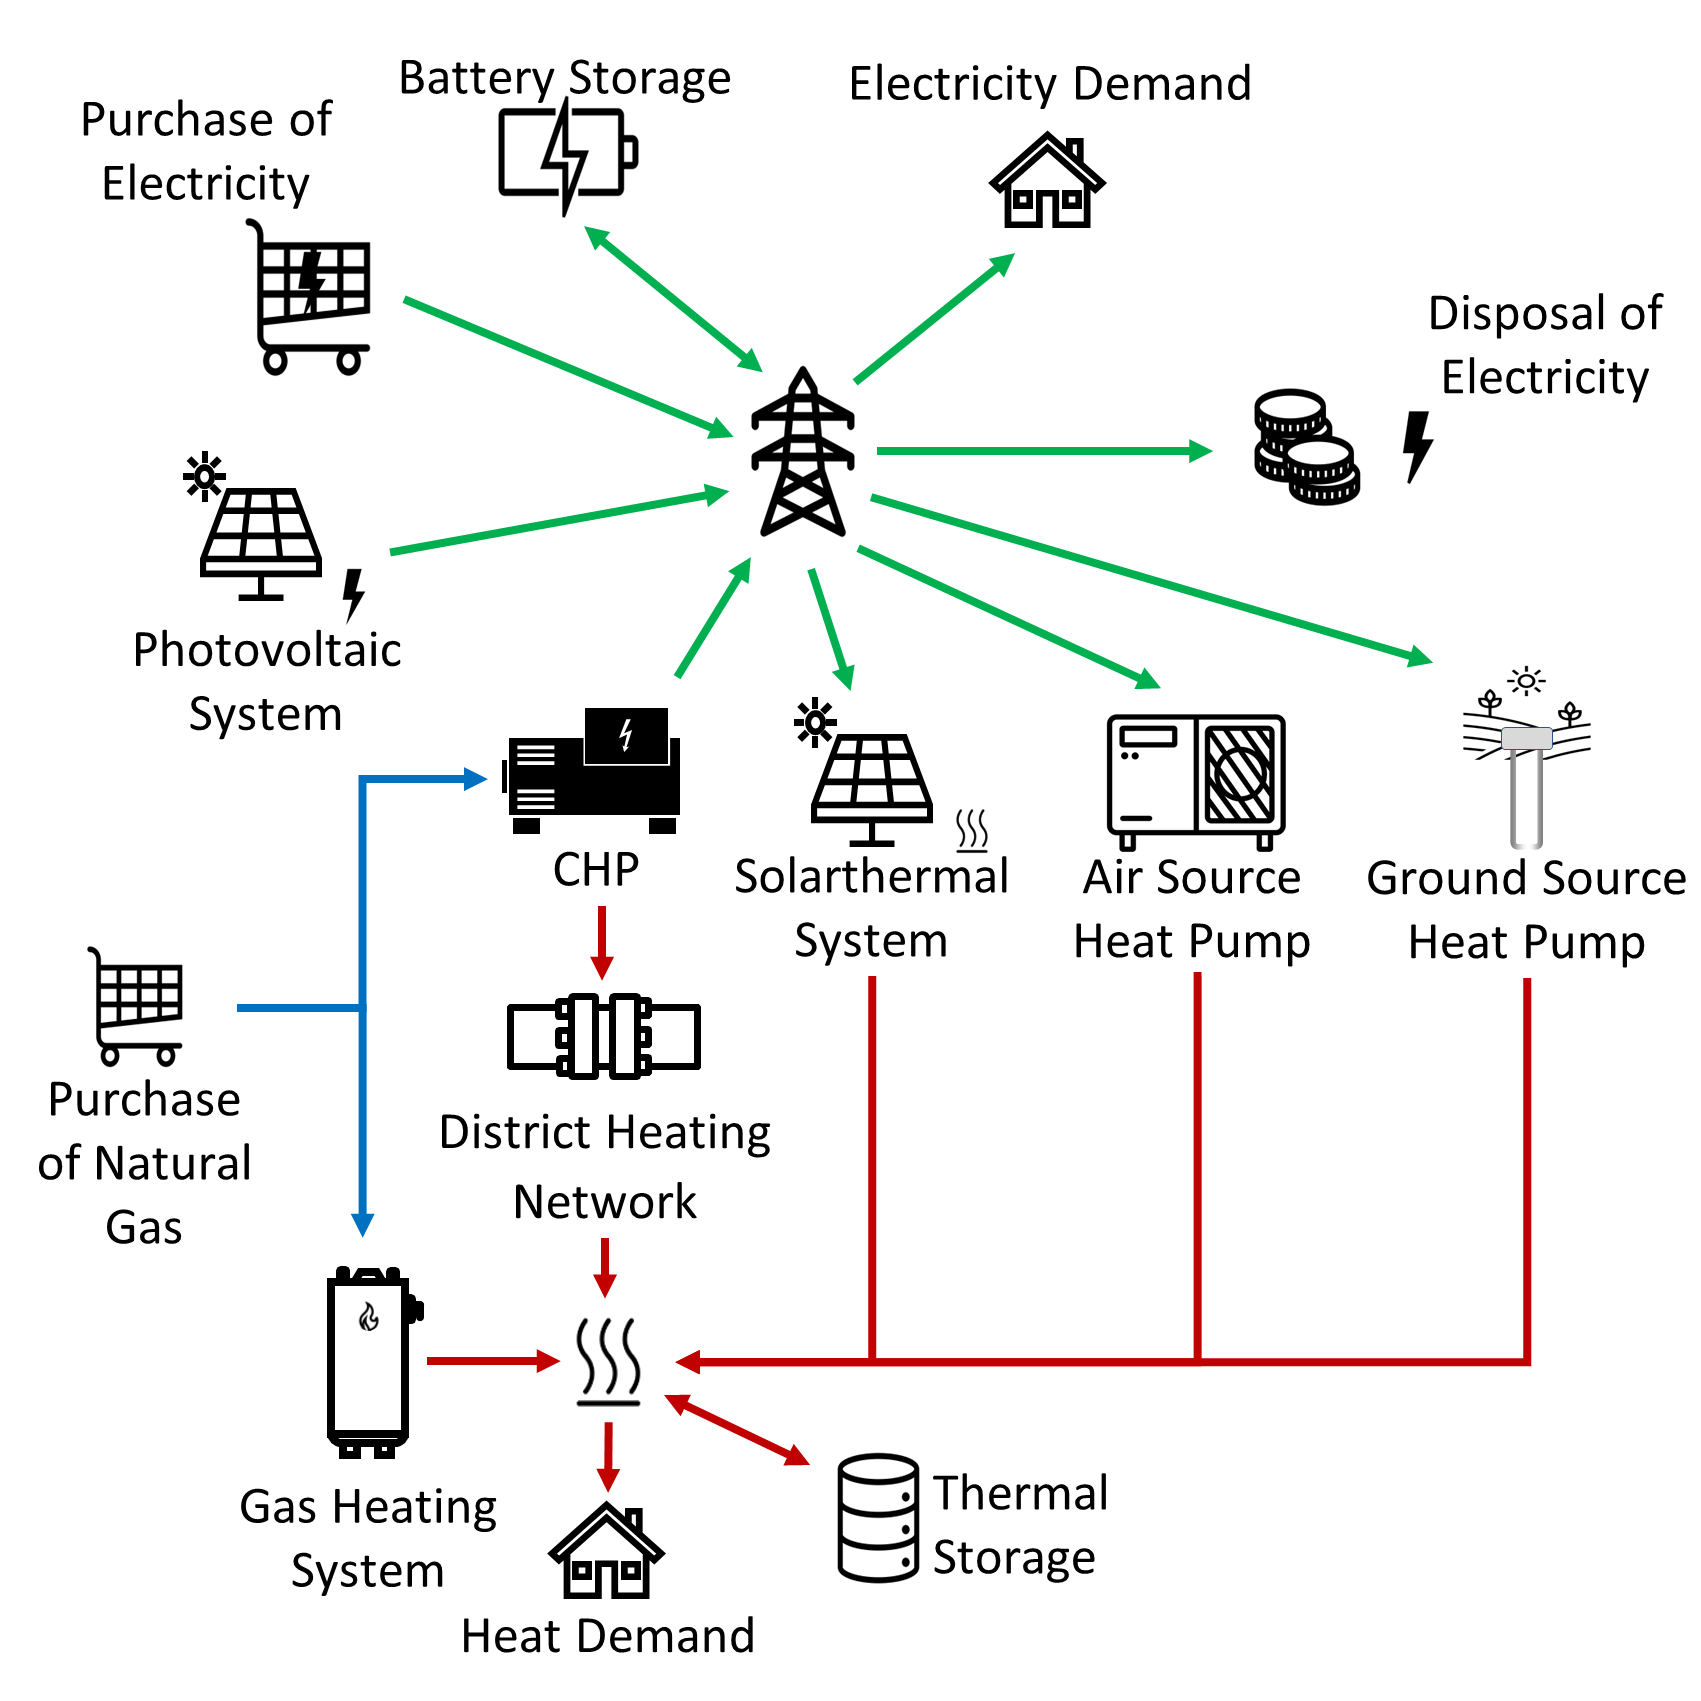 Battery Storage
Electricity Demand
Purchase of
Electricity
Disposal of
Electricity
Photovoltaic
System
CHP
Solarthermal
System
Air Source
Heat Pump
Ground Source
Heat Pump
Purchase
of Natural
Gas
District Heating
Network
Gas Heating
System
Thermal
Storage
Heat Demand